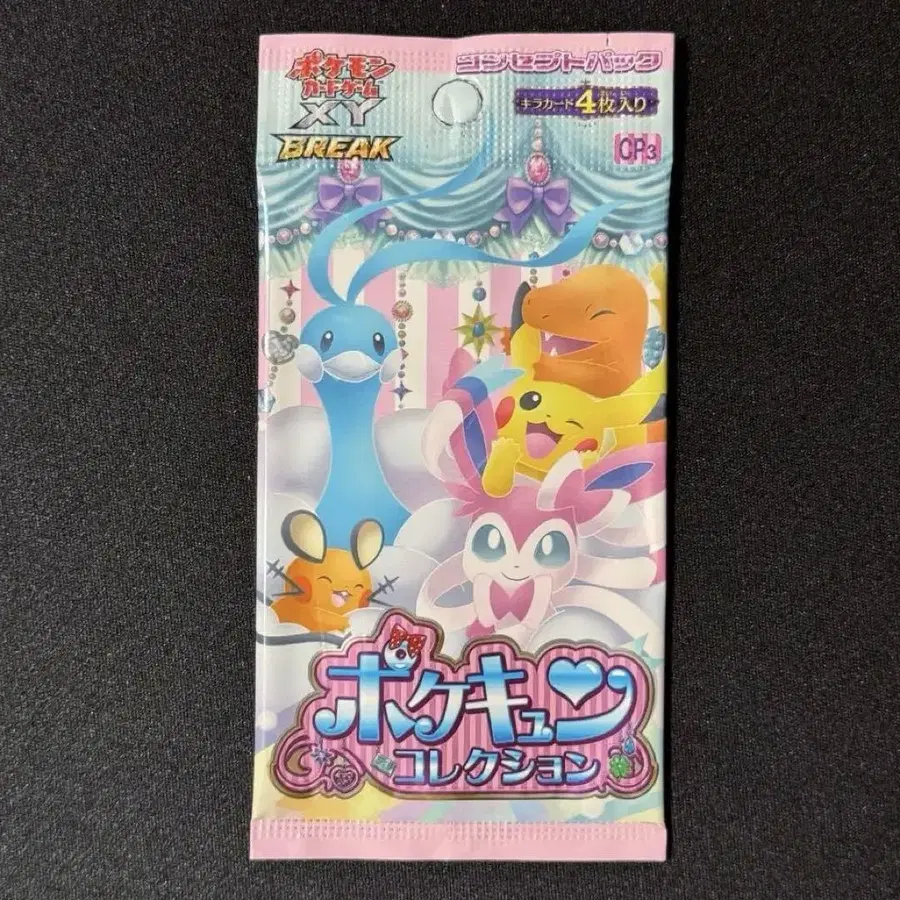 ポケモン
カードゲーム
XY
BREAK
コンセプトパック
キラカード4枚入り
CP3
ポケキュン
コレクション